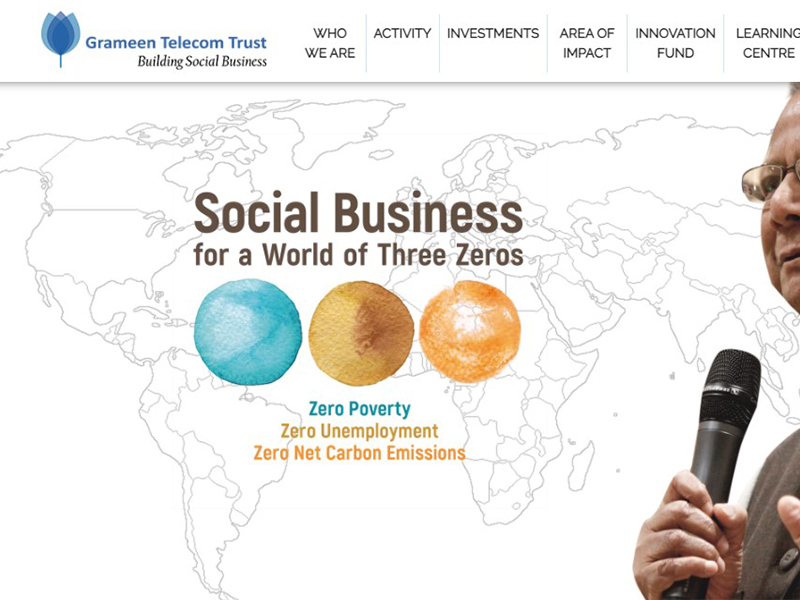 Grameen Telecom Trust
Building Social Business
WHO
WE ARE
ACTIVITY
INVESTMENTS
AREA OF
IMPACT
INNOVATION
FUND
LEARNING
CENTRE
Social Business
for a World of Three Zeros
Zero Poverty
Zero Unemployment
Zero Net Carbon Emissions